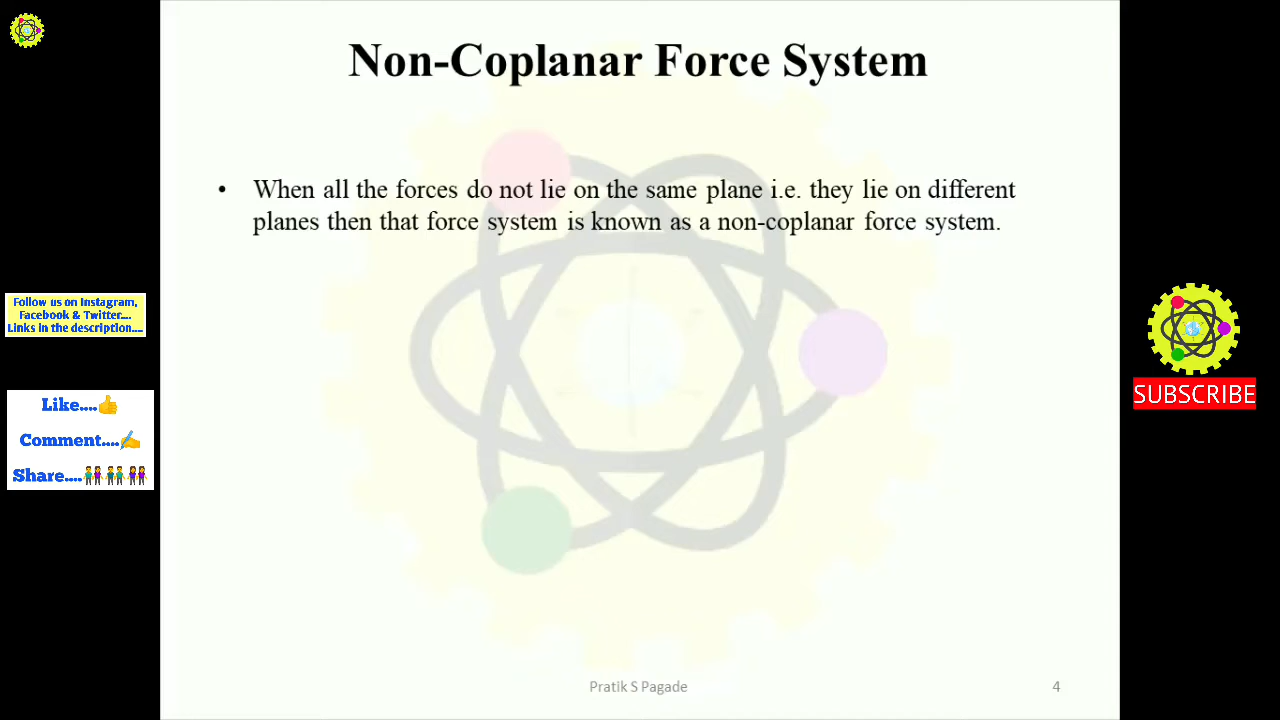 Non-Coplanar Force System
• When all the forces do not lie on the same plane i.e. they lie on different
planes then that force system is known as a non-coplanar force system.
Follow us on Instagram,
Facebook & Twitter....
Links in the description....
Like....👍
Comment....✍
Share....👫👬👭
SUBSCRIBE
Pratik S Pagade
4